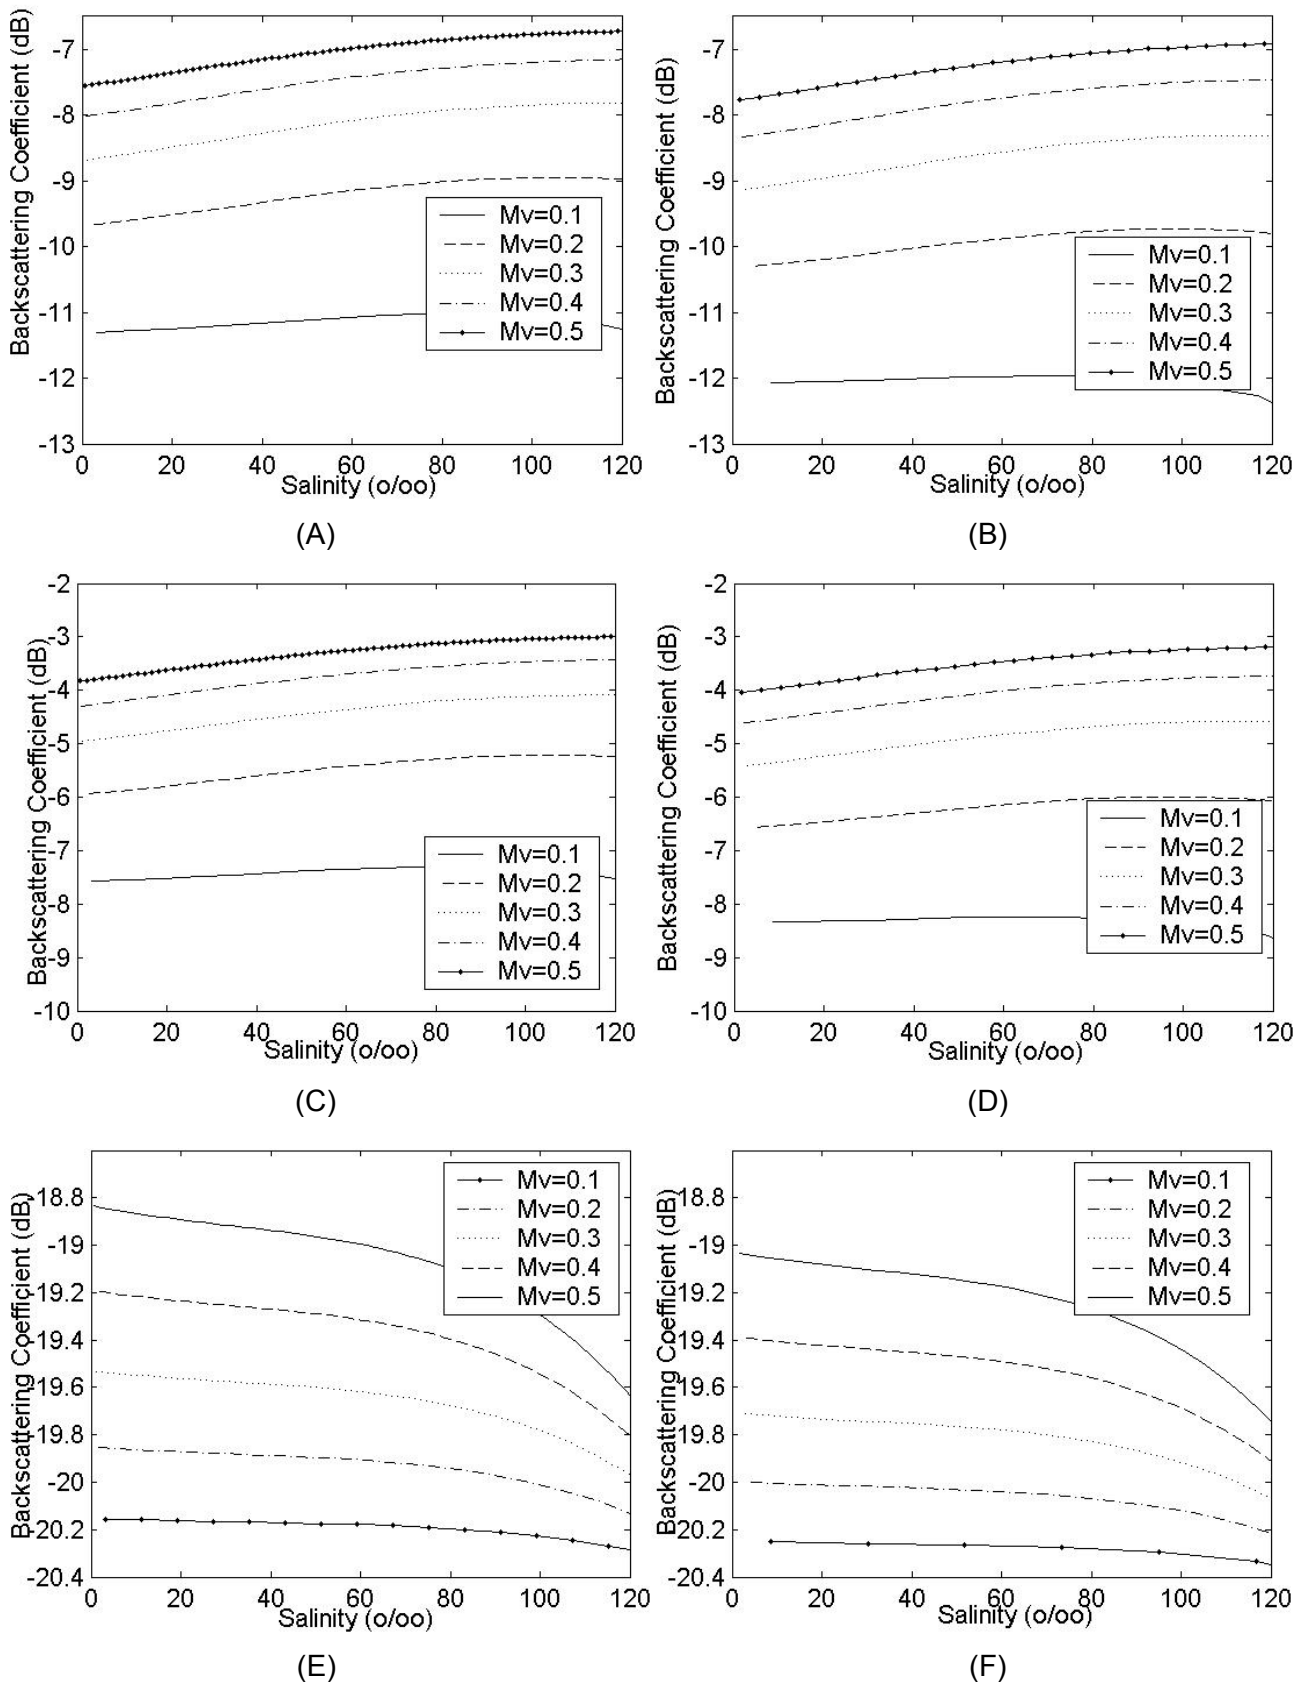 Backscattering Coefficient (dB)
-7
-8
-9
-10
-11
-12
-13
0 20 40 60 80 100 120
Salinity (o/oo)
Mv=0.1
Mv=0.2
Mv=0.3
Mv=0.4
Mv=0.5
(A)
Backscattering Coefficient (dB)
-7
-8
-9
-10
-11
-12
-13
0 20 40 60 80 100 120
Salinity (o/oo)
Mv=0.1
Mv=0.2
Mv=0.3
Mv=0.4
Mv=0.5
(B)
Backscattering Coefficient (dB)
-2
-3
-4
-5
-6
-7
-8
-9
-10
0 20 40 60 80 100 120
Salinity (o/oo)
Mv=0.1
Mv=0.2
Mv=0.3
Mv=0.4
Mv=0.5
(C)
Backscattering Coefficient (dB)
-2
-3
-4
-5
-6
-7
-8
-9
-10
0 20 40 60 80 100 120
Salinity (o/oo)
Mv=0.1
Mv=0.2
Mv=0.3
Mv=0.4
Mv=0.5
(D)
Backscattering Coefficient (dB)
-18.8
-19
-19.2
-19.4
-19.6
-19.8
-20
-20.2
-20.4
0 20 40 60 80 100 120
Salinity (o/oo)
Mv=0.1
Mv=0.2
Mv=0.3
Mv=0.4
Mv=0.5
(E)
Backscattering Coefficient (dB)
-18.8
-19
-19.2
-19.4
-19.6
-19.8
-20
-20.2
-20.4
0 20 40 60 80 100 120
Salinity (o/oo)
Mv=0.1
Mv=0.2
Mv=0.3
Mv=0.4
Mv=0.5
(F)